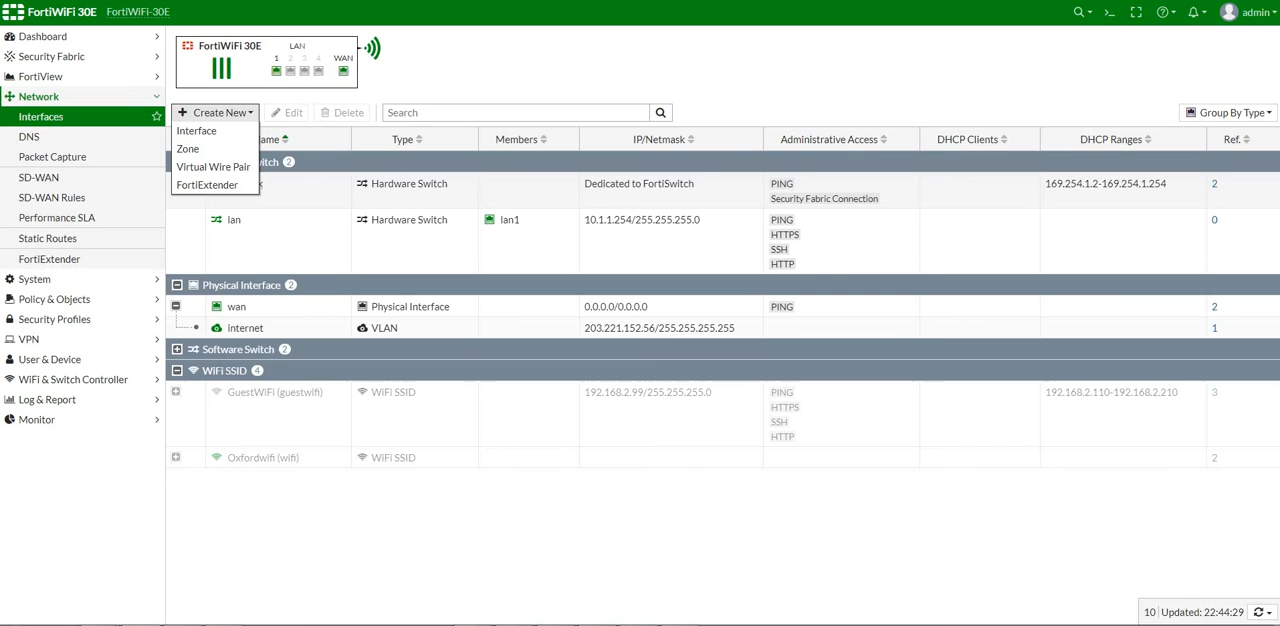 FortiWiFi 30E FortiWiFi-30E admin
Dashboard
Security Fabric
FortiView
Network
Interfaces
DNS
Packet Capture
SD-WAN
SD-WAN Rules
Performance SLA
Static Routes
FortiExtender
System
Policy & Objects
Security Profiles
VPN
User & Device
WiFi & Switch Controller
Log & Report
Monitor
FortiWiFi 30E LAN
1 2 3 4 WAN
Create New Edit Delete Search Group By Type
Interface
Zone
Virtual Wire Pair
FortiExtender
ame Type Members IP/Netmask Administrative Access DHCP Clients DHCP Ranges Ref.
itch 2
k Hardware Switch Dedicated to FortiSwitch PING 169.254.1.2-169.254.1.254 2
Security Fabric Connection
lan Hardware Switch lan1 10.1.1.254/255.255.255.0 PING 0
HTTPS
SSH
HTTP
Physical Interface 2
wan Physical Interface 0.0.0.0/0.0.0.0 PING 2
internet VLAN 203.221.152.56/255.255.255.255 1
Software Switch 2
WiFi SSID 4
GuestWiFi (guestwifi) WiFi SSID 192.168.2.99/255.255.255.0 PING 192.168.2.110-192.168.2.210 3
HTTPS
SSH
HTTP
Oxfordwifi (wifi) WiFi SSID 2
10 Updated: 22:44:29